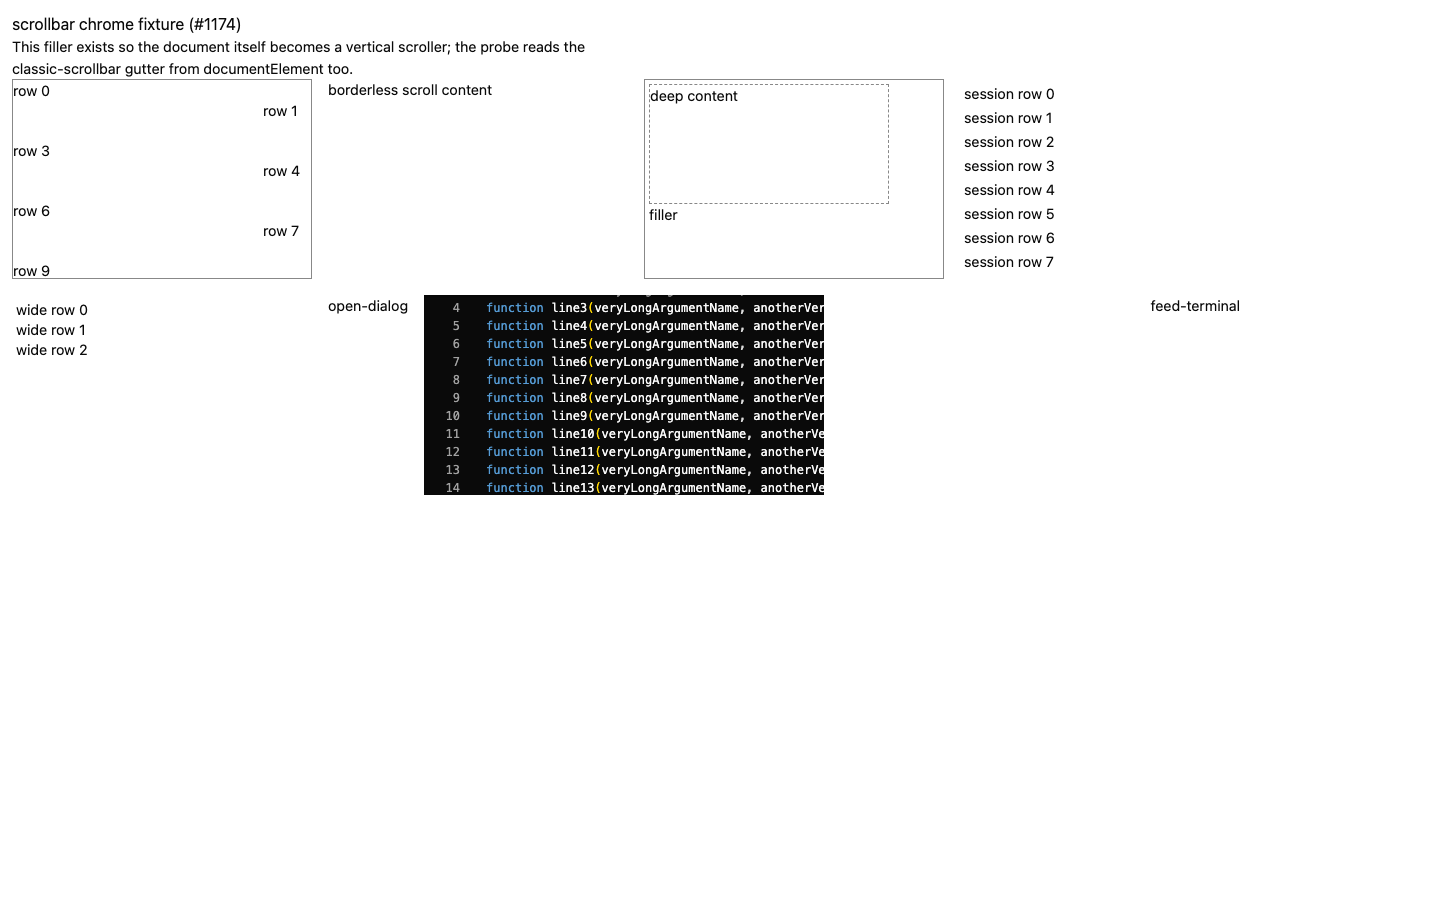 scrollbar chrome fixture (#1174)
This filler exists so the document itself becomes a vertical scroller; the probe reads the
classic-scrollbar gutter from documentElement too.
row 0
row 1
row 3
row 4
row 6
row 7
row 9
borderless scroll content
deep content
filler
session row 0
session row 1
session row 2
session row 3
session row 4
session row 5
session row 6
session row 7
wide row 0
wide row 1
wide row 2
open-dialog
4 function line3(veryLongArgumentName, anotherVer
5 function line4(veryLongArgumentName, anotherVer
6 function line5(veryLongArgumentName, anotherVer
7 function line6(veryLongArgumentName, anotherVer
8 function line7(veryLongArgumentName, anotherVer
9 function line8(veryLongArgumentName, anotherVer
10 function line9(veryLongArgumentName, anotherVer
11 function line10(veryLongArgumentName, anotherVe
12 function line11(veryLongArgumentName, anotherVe
13 function line12(veryLongArgumentName, anotherVe
14 function line13(veryLongArgumentName, anotherVe
feed-terminal